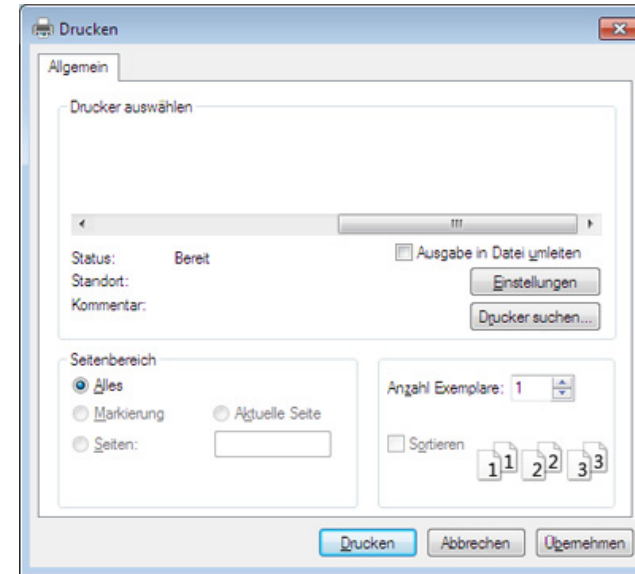 Drucken
Allgemein
Drucker auswählen
Status: Bereit
Ausgabe in Datei umleiten
Standort:
Einstellungen
Kommentar:
Drucker suchen...
Seitenbereich
Alles
Markierung
Aktuelle Seite
Seiten:
Anzahl Exemplare: 1
Sortieren
1 1 2 2 3 3
Drucken Abbrechen Übernehmen